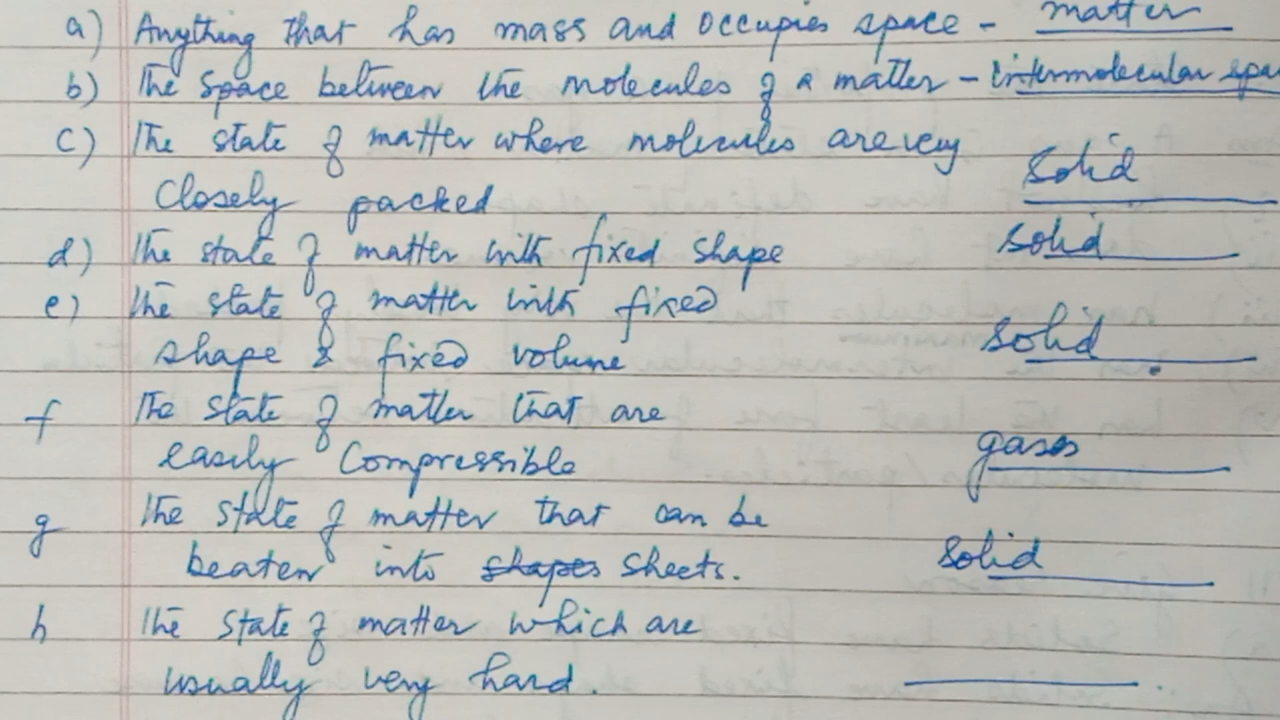 a) Anything that has mass and occupies space - matter
b) The space between the molecules of a matter - intermolecular spa
c) The state of matter where molecules are very
closely packed solid
d) The state of matter with fixed shape solid
e) The state of matter with fixed
shape & fixed volume solid
f The state of matter that are
easily compressible gases
g The state of matter that can be
beaten into shapes sheets. solid
h The state of matter which are
usually very hard.